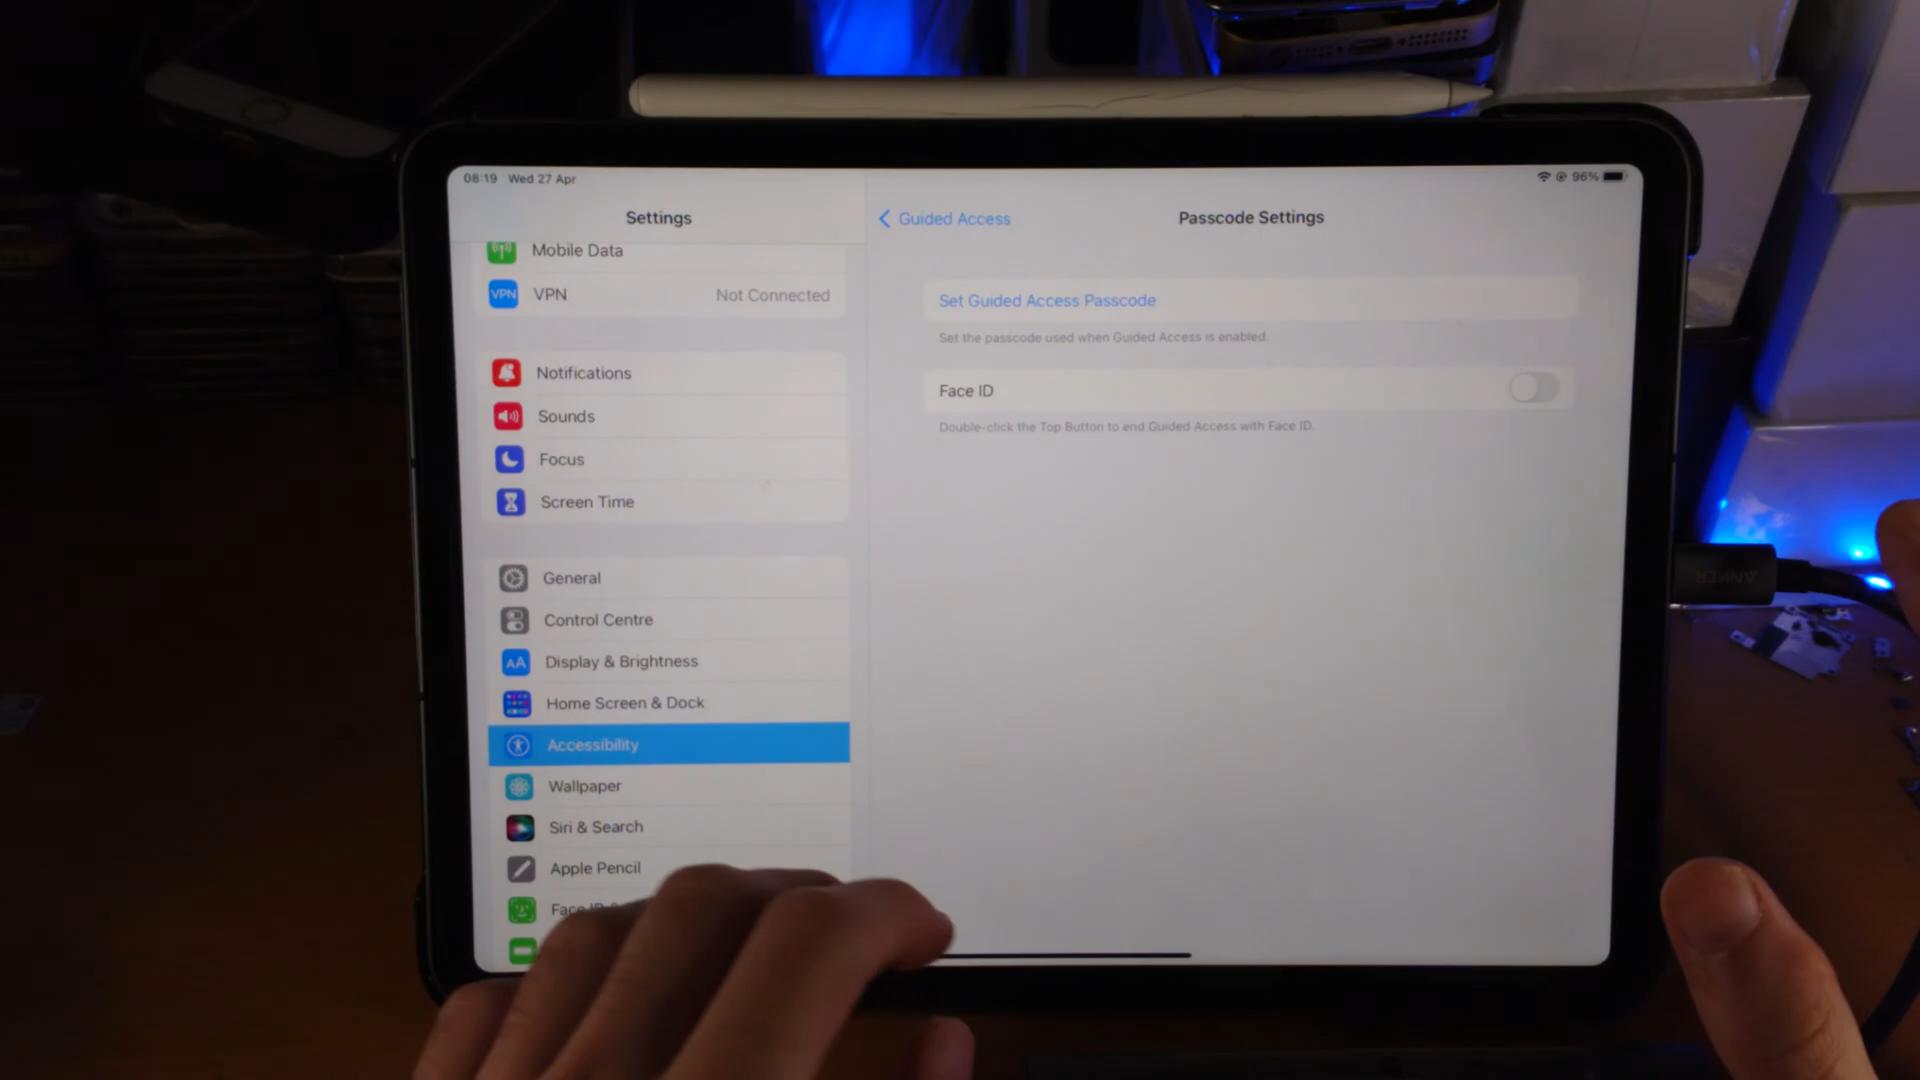 08:19 Wed 27 Apr
96%
Settings
Mobile Data
VPN
VPN
Not Connected
Notifications
Sounds
Focus
Screen Time
General
Control Centre
AA
Display & Brightness
Home Screen & Dock
Accessibility
Wallpaper
Siri & Search
Apple Pencil
Face ID
Guided Access
Passcode Settings
Set Guided Access Passcode
Set the passcode used when Guided Access is enabled.
Face ID
Double-click the Top Button to end Guided Access with Face ID.
ANKER